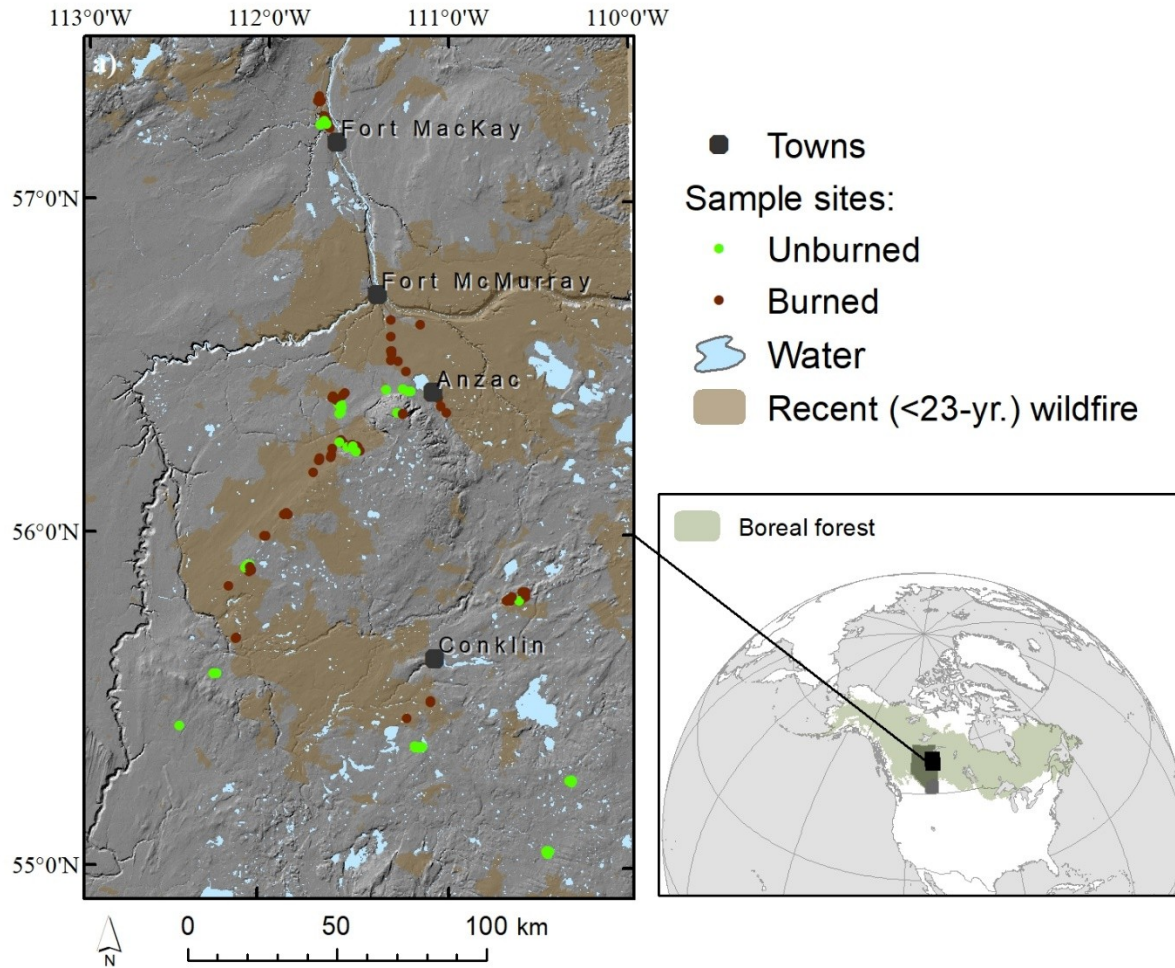 113°0'W 112°0'W 111°0'W 110°0'W
a)
Fort MacKay
57°0'N
Fort McMurray
Anzac
56°0'N
Conklin
55°0'N
0 50 100 km
N
Towns
Sample sites:
Unburned
Burned
Water
Recent (<23-yr.) wildfire
Boreal forest